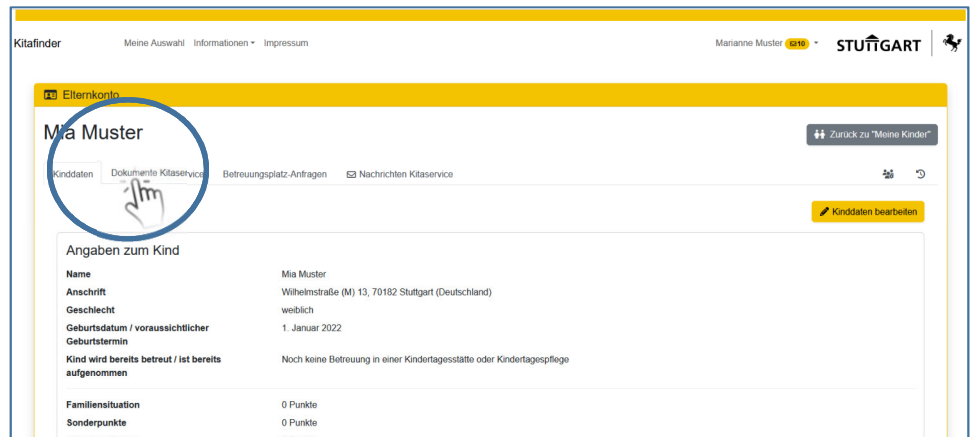 Kitafinder Meine Auswahl Informationen Impressum Marianne Muster 10 STUTTGART
Elternkonto
Mia Muster Zurück zu "Meine Kinder"
Kinddaten Dokumente Kitaservice Betreuungsplatz-Anfragen Nachrichten Kitaservice
Kinddaten bearbeiten
Angaben zum Kind
Name Mia Muster
Anschrift Wilhelmstraße (M) 13, 70182 Stuttgart (Deutschland)
Geschlecht weiblich
Geburtsdatum / voraussichtlicher 1. Januar 2022
Geburtstermin
Kind wird bereits betreut / ist bereits Noch keine Betreuung in einer Kindertagesstätte oder Kindertagespflege
aufgenommen
Familiensituation 0 Punkte
Sonderpunkte 0 Punkte